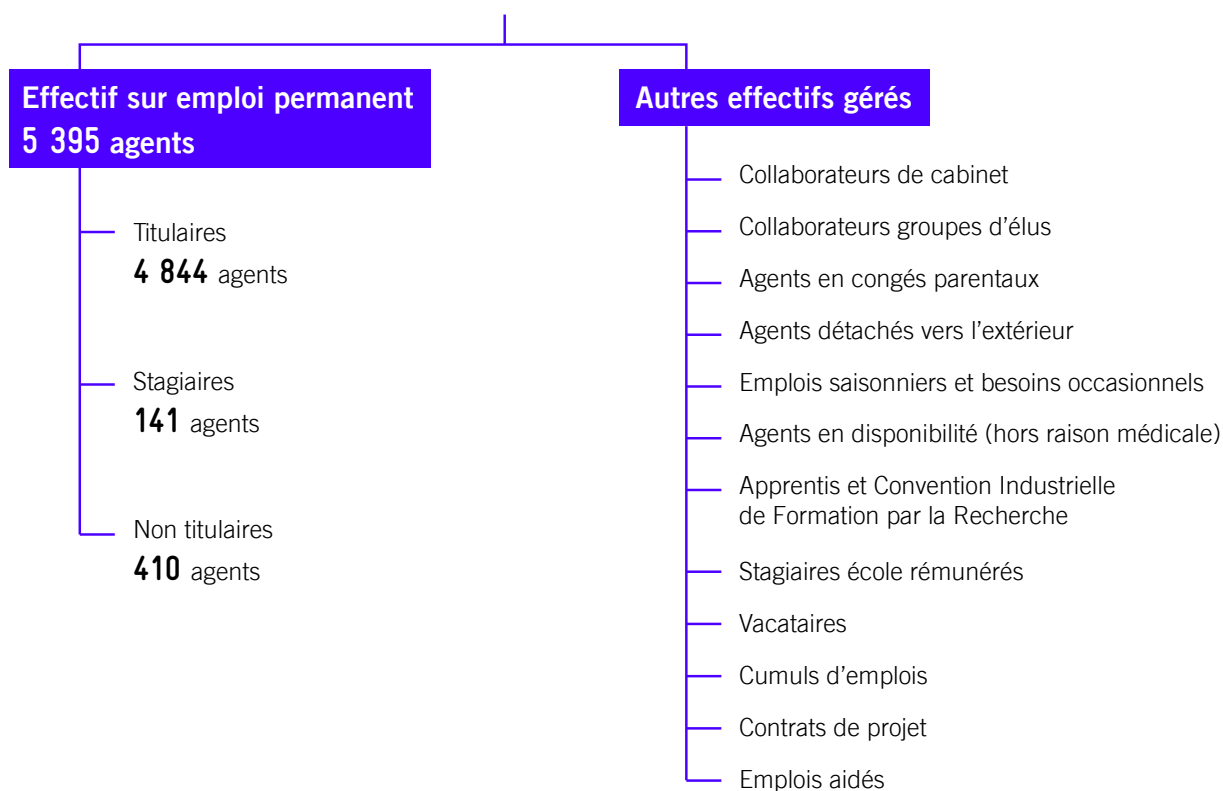 Effectif sur emploi permanent
5 395 agents
Titulaires
4 844 agents
Stagiaires
141 agents
Non titulaires
410 agents
Autres effectifs gérés
Collaborateurs de cabinet
Collaborateurs groupes d’élus
Agents en congés parentaux
Agents détachés vers l’extérieur
Emplois saisonniers et besoins occasionnels
Agents en disponibilité (hors raison médicale)
Apprentis et Convention Industrielle
de Formation par la Recherche
Stagiaires école rémunérés
Vacataires
Cumuls d’emplois
Contrats de projet
Emplois aidés